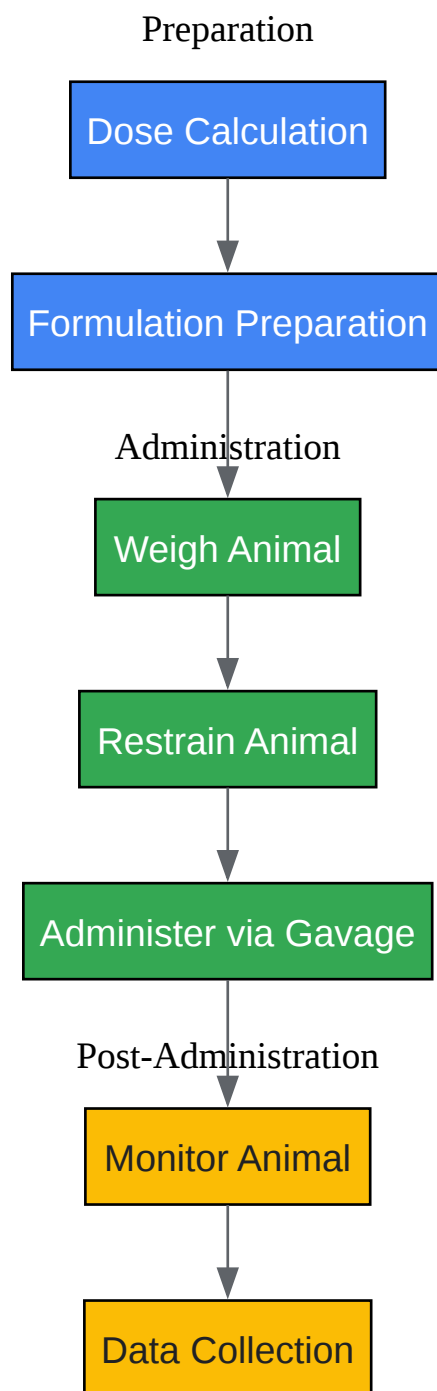 Preparation
Dose Calculation
Formulation Preparation
Administration
Weigh Animal
Restrain Animal
Administer via Gavage
Post-Administration
Monitor Animal
Data Collection